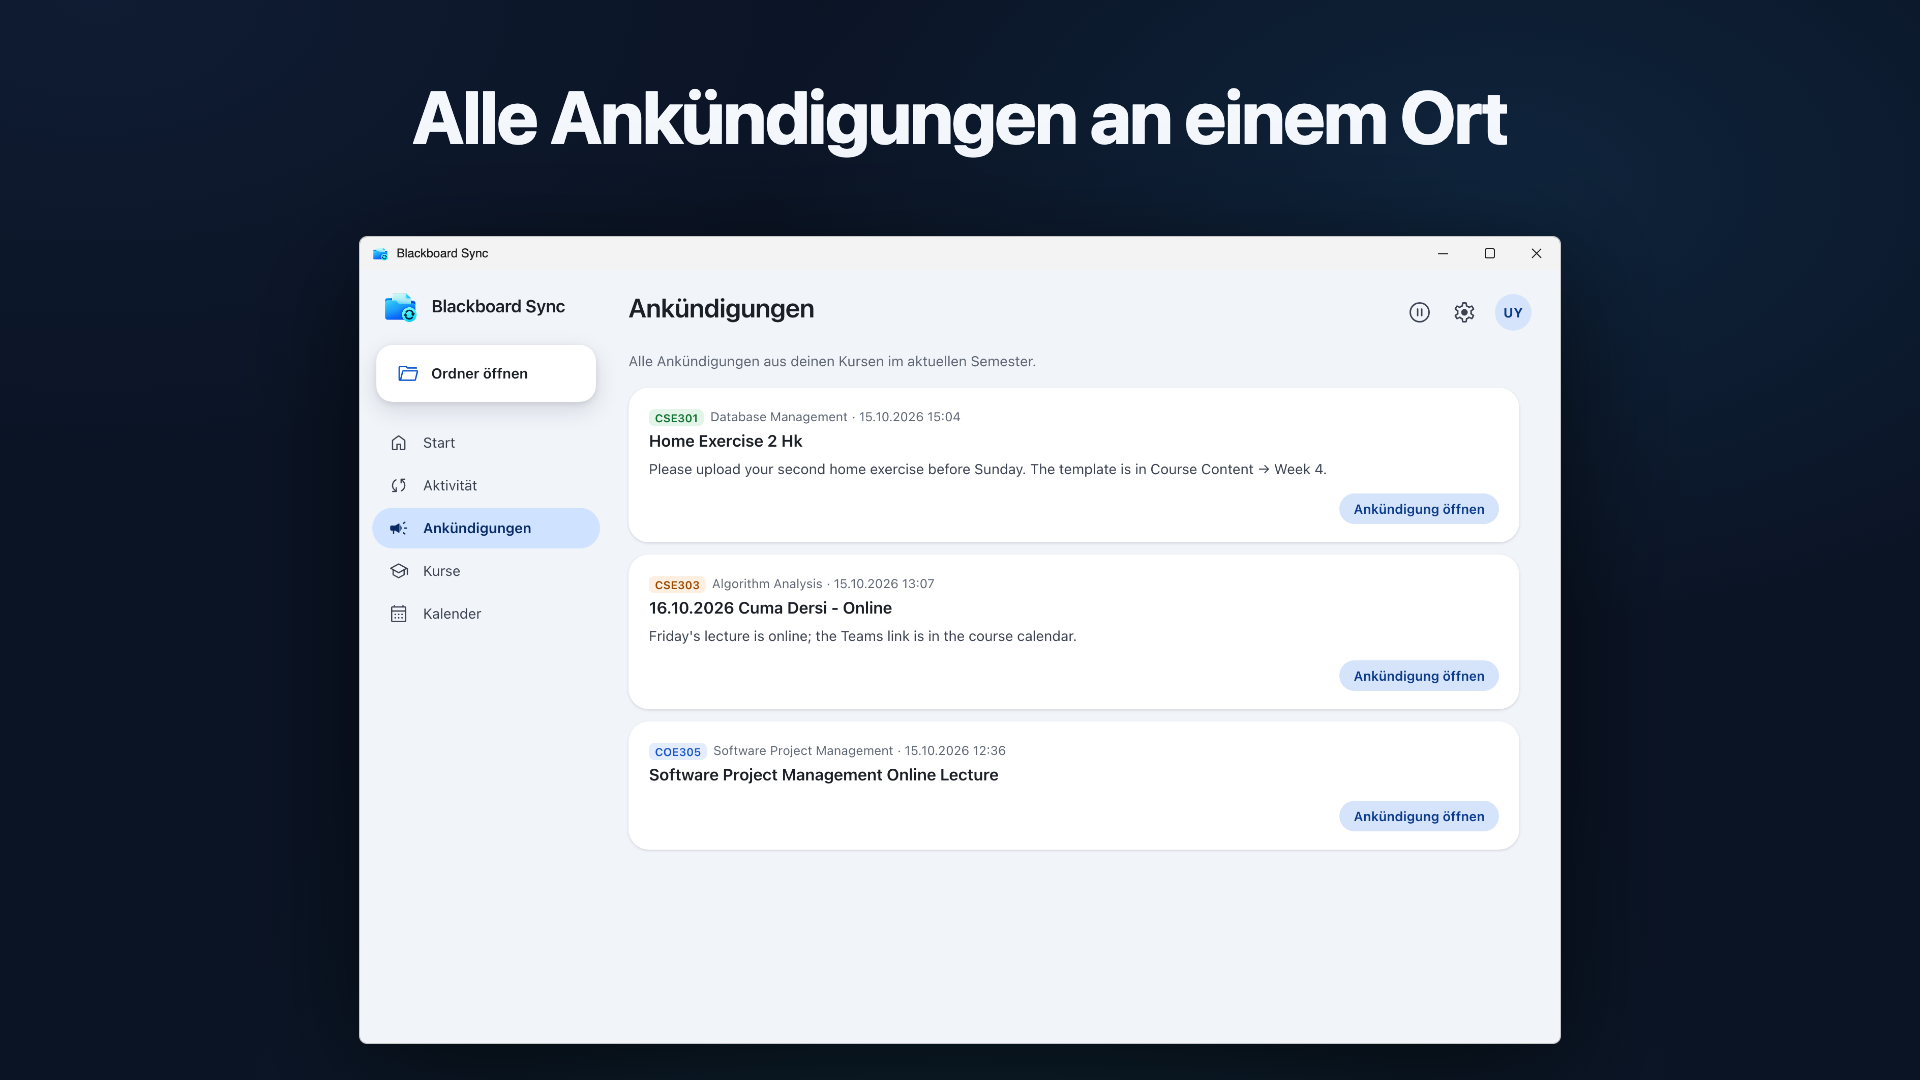 Alle Ankündigungen an einem Ort
Blackboard Sync
Blackboard Sync
Ordner öffnen
Start
Aktivität
Ankündigungen
Kurse
Kalender
Ankündigungen
UY
Alle Ankündigungen aus deinen Kursen im aktuellen Semester.
CSE301 Database Management · 15.10.2026 15:04
Home Exercise 2 Hk
Please upload your second home exercise before Sunday. The template is in Course Content → Week 4.
Ankündigung öffnen
CSE303 Algorithm Analysis · 15.10.2026 13:07
16.10.2026 Cuma Dersi - Online
Friday's lecture is online; the Teams link is in the course calendar.
Ankündigung öffnen
COE305 Software Project Management · 15.10.2026 12:36
Software Project Management Online Lecture
Ankündigung öffnen